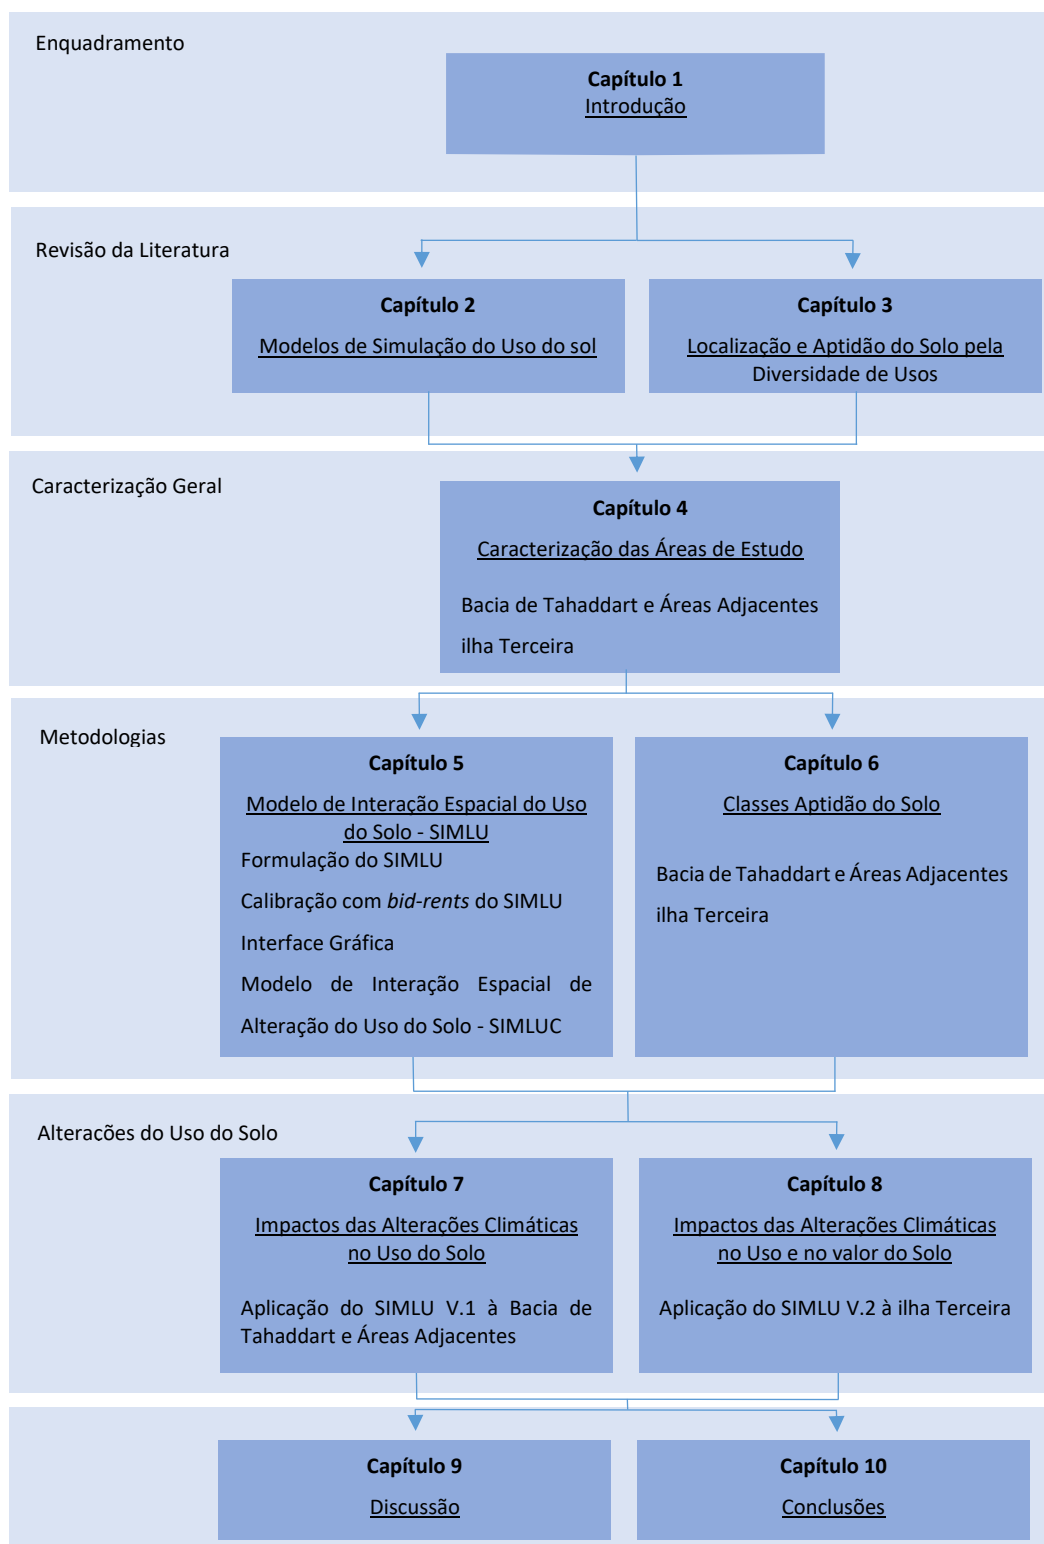 Enquadramento
Capítulo 1
Introdução
Revisão da Literatura
Capítulo 2
Modelos de Simulação do Uso do sol
Capítulo 3
Localização e Aptidão do Solo pela
Diversidade de Usos
Caracterização Geral
Capítulo 4
Caracterização das Áreas de Estudo
Bacia de Tahaddart e Áreas Adjacentes
ilha Terceira
Metodologias
Capítulo 5
Modelo de Interação Espacial do Uso
do Solo - SIMLU
Formulação do SIMLU
Calibração com bid-rents do SIMLU
Interface Gráfica
Modelo de Interação Espacial de
Alteração do Uso do Solo - SIMLUC
Capítulo 6
Classes Aptidão do Solo
Bacia de Tahaddart e Áreas Adjacentes
ilha Terceira
Alterações do Uso do Solo
Capítulo 7
Impactos das Alterações Climáticas
no Uso do Solo
Aplicação do SIMLU V.1 à Bacia de
Tahaddart e Áreas Adjacentes
Capítulo 8
Impactos das Alterações Climáticas
no Uso e no valor do Solo
Aplicação do SIMLU V.2 à ilha Terceira
Capítulo 9
Discussão
Capítulo 10
Conclusões